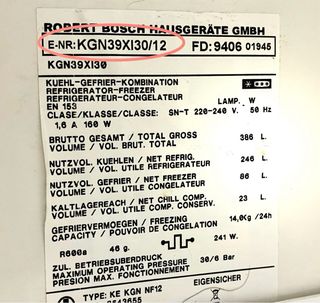 ROBERT BOSCH HAUSGERÄTE GMBH
E-NR: KGN39XI30/12 FD: 9406 01945
KGN39XI30
KUEHL-GEFRIER-KOMBINATION
REFRIGERATOR-FREEZER
REFRIGERATEUR-CONGELATEUR
EN 153 LAMP. W
CLASE/KLASSE/CLASSE: SN-T 220-240 V. 50 Hz
1,6 A 160 W
BRUTTO GESAMT / TOTAL GROSS
VOLUME / VOL. BRUT. TOTAL 386 L.
NUTZVOL. KUEHLEN / NET REFRIG.
VOLUME / VOL. UTILE REFRIGERATEUR 246 L.
NUTZVOL. GEFRIER / NET FREEZER
VOLUME / VOL. UTILE CONGELATEUR 86 L.
KALTLAGERFACH / NET CHILL COMP.
VOLUME / VOL. UTILE COMP. CONSERV. 23 L.
GEFRIERVERMOEGEN / FREEZING
CAPACITY / POUVOIR DE CONGELATION 14,0Kg /24h
R600a 46 g. 241 W.
ZUL. BETRIEBSUBERDRUCK
MAXIMUM OPERATING PRESSURE 30/6 Bar
PRESION MAX. FONCTIONNEMENT
EIGENSICHER
TYPE: KE KGN NF12